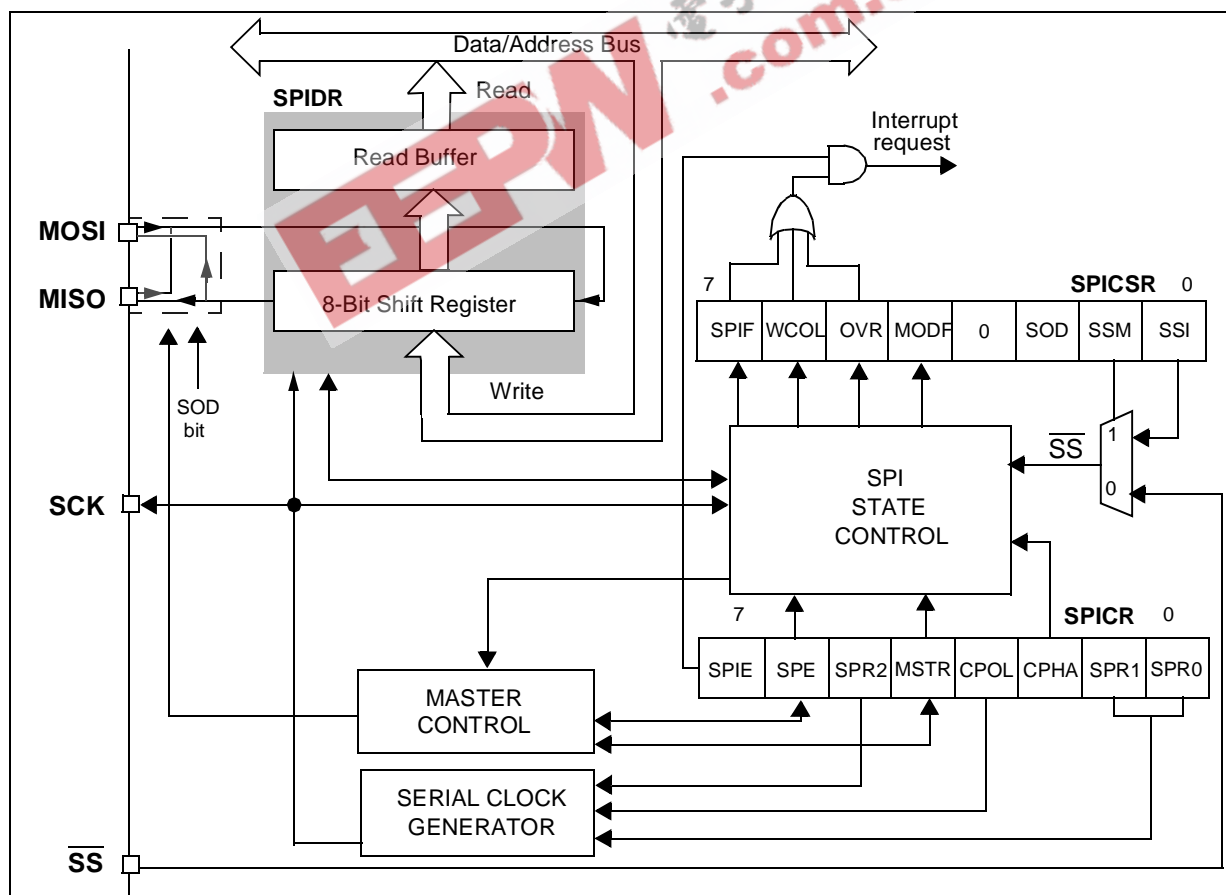 Data/Address Bus
Read
SPIDR
Read Buffer
Interrupt
request
EEPW
.com.c
MOSI
MISO
8-Bit Shift Register
Write
SOD
bit
7
SPICSR
0
SPIF
WCOL
OVR
MODF
0
SOD
SSM
SSI
SS
1
0
SCK
SPI
STATE
CONTROL
7
SPICR
0
SPIE
SPE
SPR2
MSTR
CPOL
CPHA
SPR1
SPR0
MASTER
CONTROL
SERIAL CLOCK
GENERATOR
SS